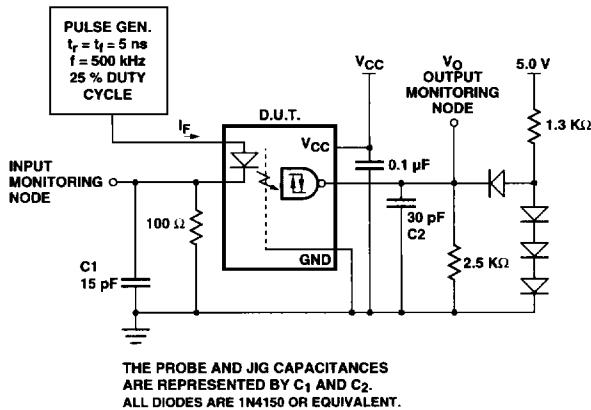 PULSE GEN.
tr = tf = 5 ns
f = 500 kHz
25 % DUTY
CYCLE
VCC
VO
OUTPUT
MONITORING
NODE
5.0 V
D.U.T.
IF
VCC
1.3 KΩ
INPUT
MONITORING
NODE
0.1 µF
100 Ω
30 pF
C2
GND
2.5 KΩ
C1
15 pF
THE PROBE AND JIG CAPACITANCES
ARE REPRESENTED BY C1 AND C2.
ALL DIODES ARE 1N4150 OR EQUIVALENT.